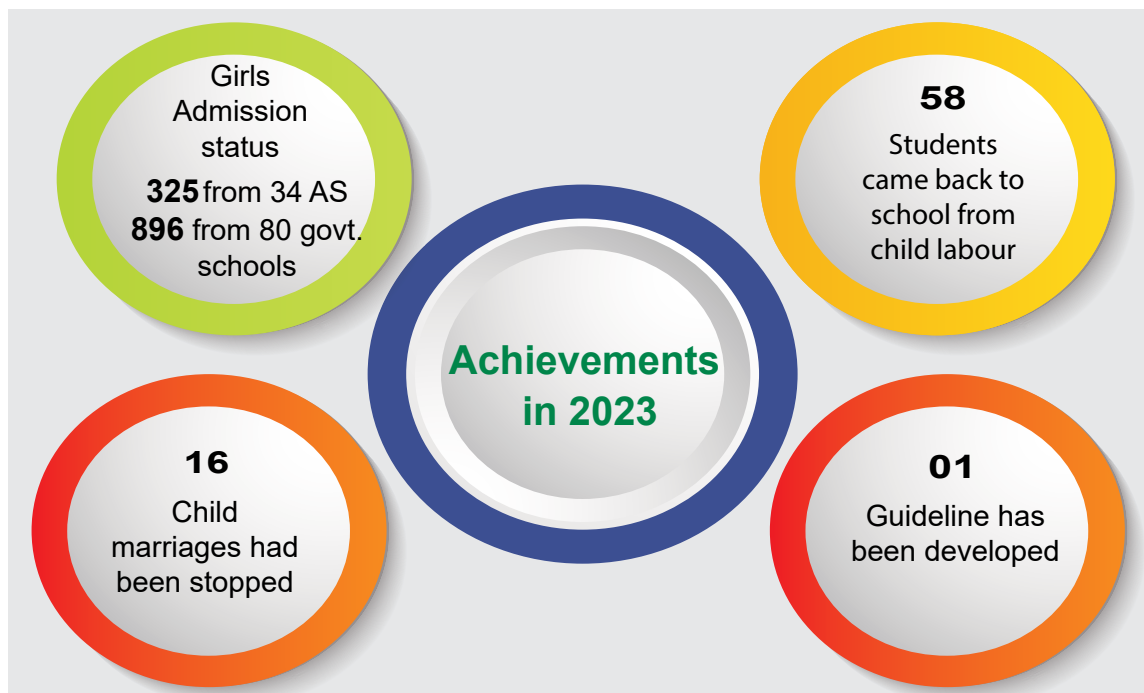 Girls
Admission
status
325 from 34 AS
896 from 80 govt.
schools
58
Students
came back to
school from
child labour
Achievements
in 2023
16
Child
marriages had
been stopped
01
Guideline has
been developed